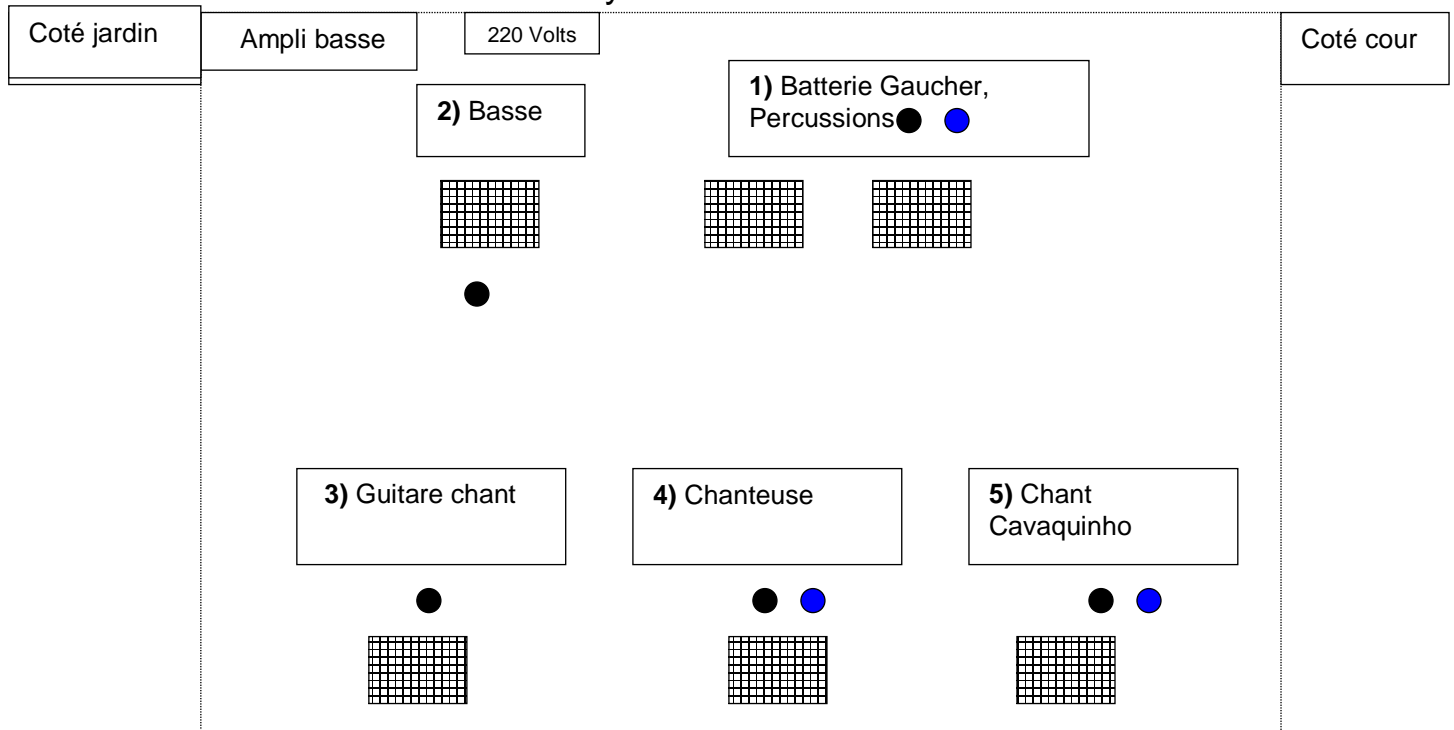 Coté jardin
Ampli basse
220 Volts
Coté cour
1) Batterie Gaucher,
Percussions
2) Basse
3) Guitare chant
4) Chanteuse
5) Chant
Cavaquinho